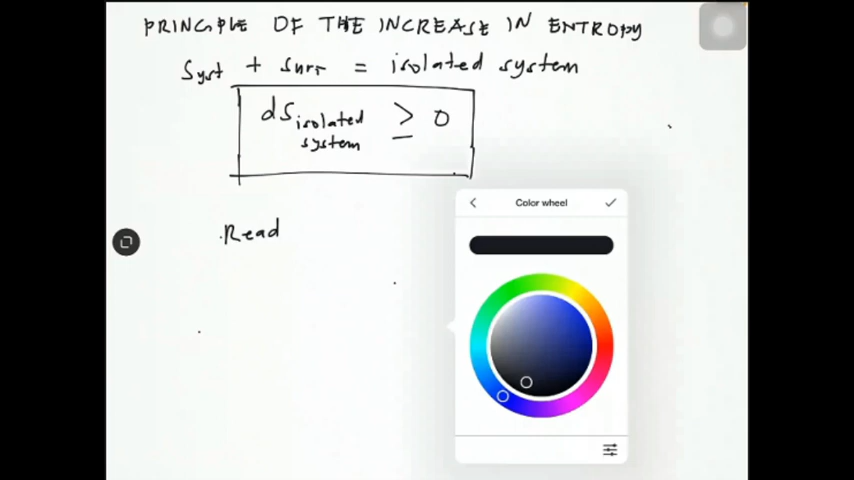 PRINCIPLE OF THE INCREASE IN ENTROPY
Syst + surr = isolated system
dS isolated system ≥ 0
Color wheel
Read